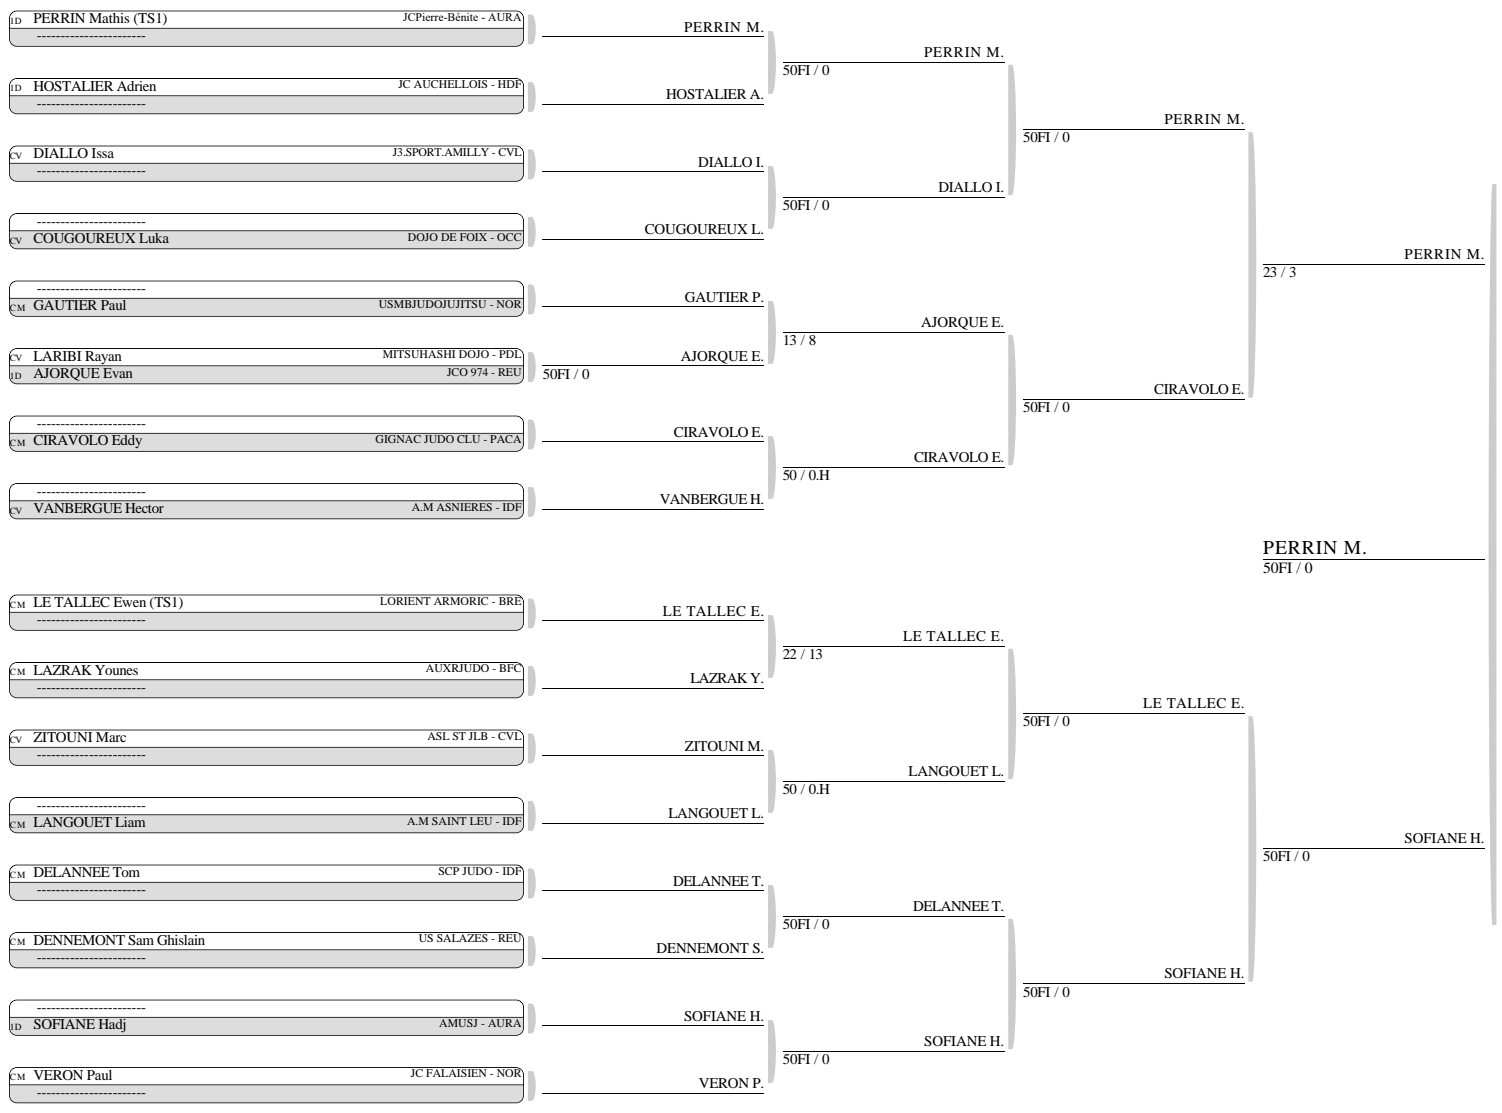 1D PERRIN Mathis (TS1) JCPierre-Bénite - AURA
-----------------------
1D HOSTALIER Adrien JC AUCHELLOIS - HDF
-----------------------
CV DIALLO Issa J3.SPORT.AMILLY - CVL
-----------------------
-----------------------
CV COUGOUREUX Luka DOJO DE FOIX - OCC
-----------------------
CM GAUTIER Paul USMBJUDOJUJITSU - NOR
CV LARIBI Rayan MITSUHASHI DOJO - PDL
1D AJORQUE Evan JCO 974 - REU
-----------------------
CM CIRAVOLO Eddy GIGNAC JUDO CLU - PACA
-----------------------
CV VANBERGUE Hector A.M ASNIERES - IDF
CM LE TALLEC Ewen (TS1) LORIENT ARMORIC - BRE
-----------------------
CM LAZRAK Younes AUXRJUDO - BFC
-----------------------
CV ZITOUNI Marc ASL ST JLB - CVL
-----------------------
-----------------------
CM LANGOUET Liam A.M SAINT LEU - IDF
CM DELANNEE Tom SCP JUDO - IDF
-----------------------
CM DENNEMONT Sam Ghislain US SALAZES - REU
-----------------------
-----------------------
1D SOFIANE Hadj AMUSJ - AURA
CM VERON Paul JC FALAISIEN - NOR
-----------------------
PERRIN M.
HOSTALIER A.
DIALLO I.
COUGOUREUX L.
GAUTIER P.
AJORQUE E.
50FI / 0
CIRAVOLO E.
VANBERGUE H.
LE TALLEC E.
LAZRAK Y.
ZITOUNI M.
LANGOUET L.
DELANNEE T.
DENNEMONT S.
SOFIANE H.
VERON P.
PERRIN M.
50FI / 0
DIALLO I.
50FI / 0
AJORQUE E.
13 / 8
CIRAVOLO E.
50 / 0.H
LE TALLEC E.
22 / 13
LANGOUET L.
50 / 0.H
DELANNEE T.
50FI / 0
SOFIANE H.
50FI / 0
PERRIN M.
50FI / 0
CIRAVOLO E.
50FI / 0
LE TALLEC E.
50FI / 0
SOFIANE H.
50FI / 0
PERRIN M.
23 / 3
SOFIANE H.
50FI / 0
PERRIN M.
50FI / 0